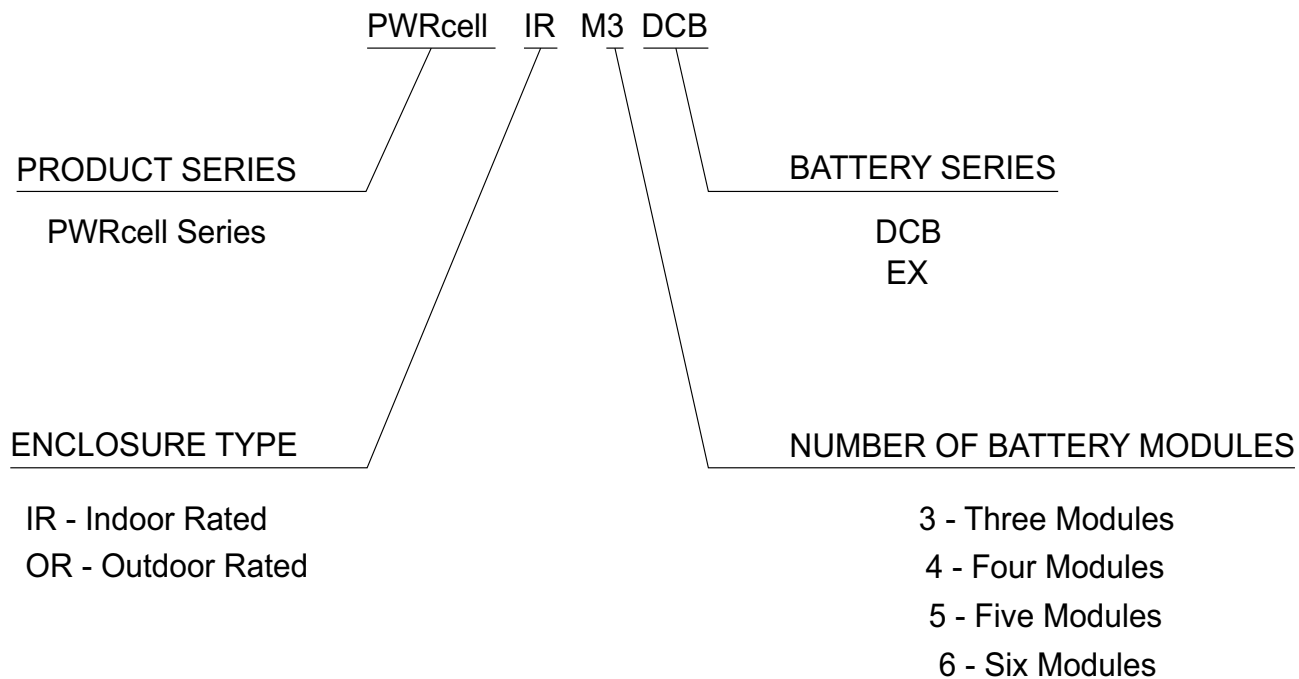 PWRcell IR M3 DCB
PRODUCT SERIES
PWRcell Series
BATTERY SERIES
DCB
EX
ENCLOSURE TYPE
IR - Indoor Rated
OR - Outdoor Rated
NUMBER OF BATTERY MODULES
3 - Three Modules
4 - Four Modules
5 - Five Modules
6 - Six Modules